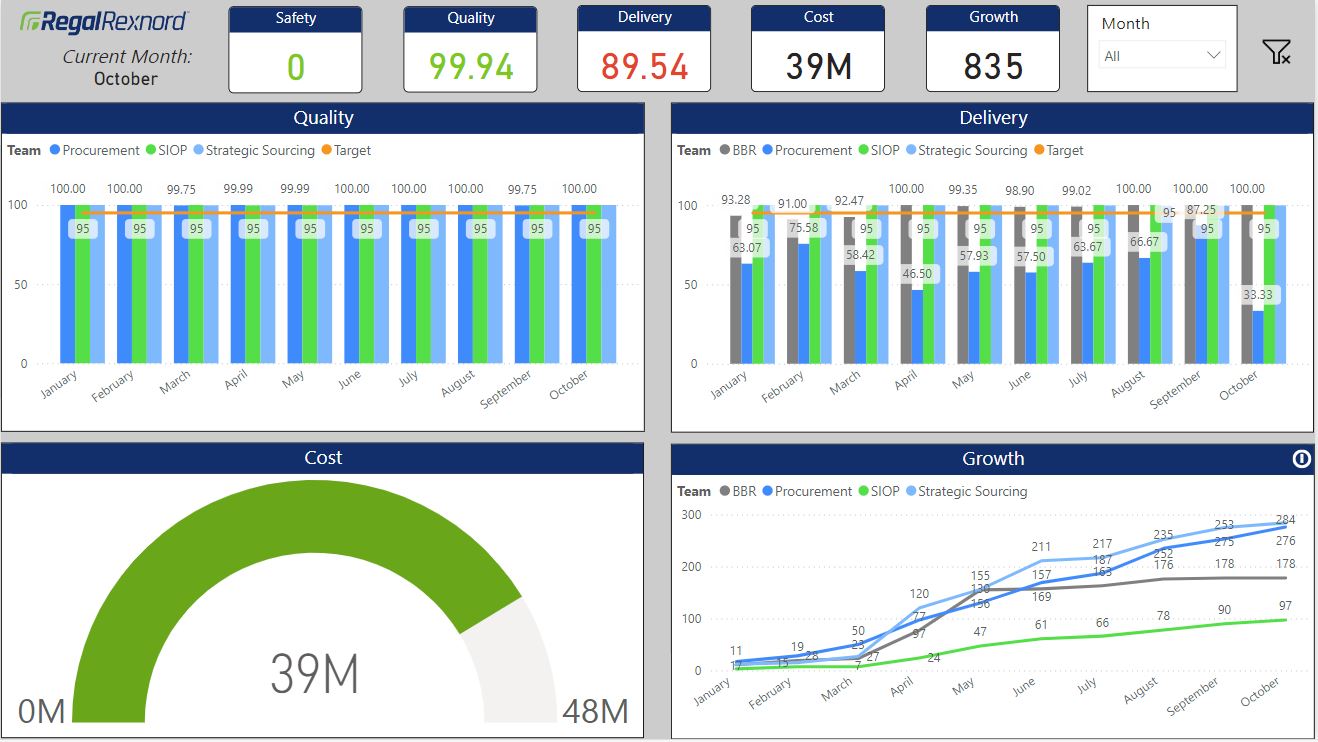 RegalRexnord
Current Month:
October
Safety
0
Quality
99.94
Delivery
89.54
Cost
39M
Growth
835
Month
All
Quality
Team Procurement SIOP Strategic Sourcing Target
100.00 100.00 99.75 99.99 99.99 100.00 100.00 100.00 99.75 100.00
100
95 95 95 95 95 95 95 95 95 95
50
0
January February March April May June July August September October
Delivery
Team BBR Procurement SIOP Strategic Sourcing Target
93.28 91.00 92.47 100.00 99.35 98.90 99.02 100.00 100.00 100.00
100
95 87.25
95 95 95 95 95 95 95 95
63.07 75.58 58.42 46.50 57.93 57.50 63.67 66.67 33.33
50
0
January February March April May June July August September October
Cost
39M
0M
48M
Growth
Team BBR Procurement SIOP Strategic Sourcing
300
200
100
0
11 19 50 120 155 211 217 235 253 284
17 15 28 23 77 130 157 187 252 275 276
7 27 97 156 169 163 176 178 178
24 47 61 66 78 90 97
January February March April May June July August September October